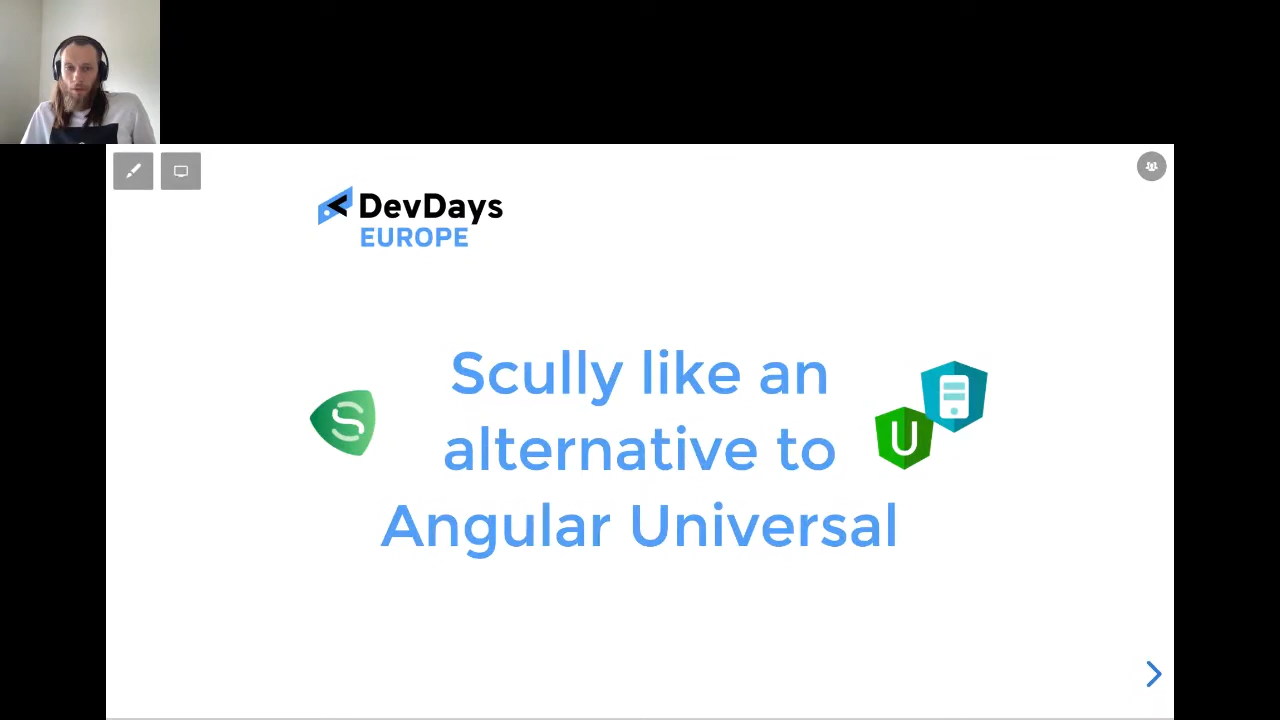 DevDays
EUROPE
Scully like an
alternative to
Angular Universal
S
U